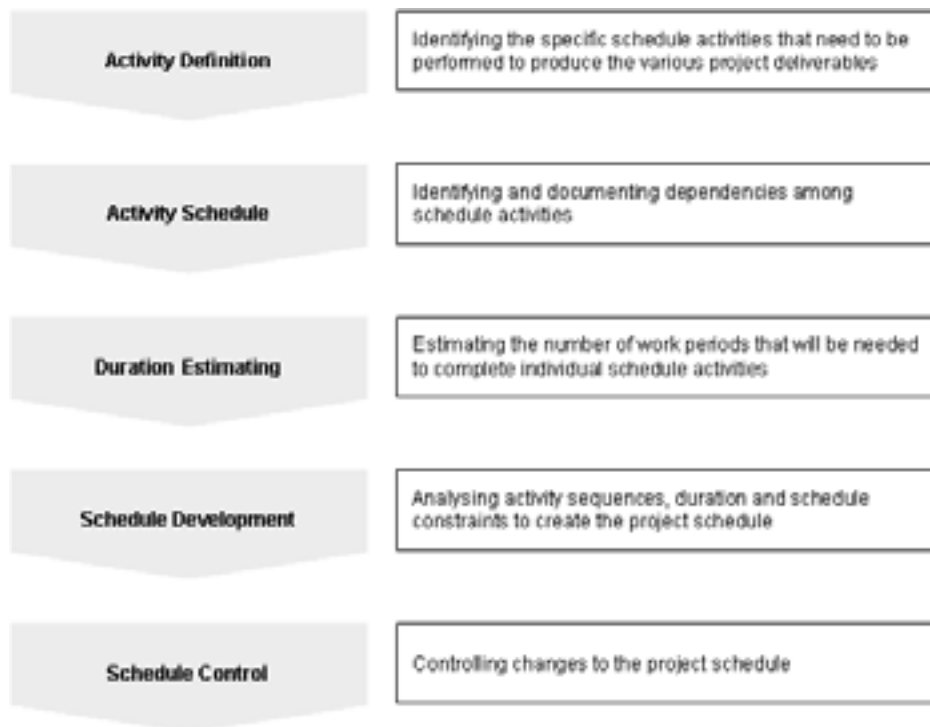 Activity Definition
Identifying the specific schedule activities that need to be
performed to produce the various project deliverables
Activity Schedule
Identifying and documenting dependencies among
schedule activities
Duration Estimating
Estimating the number of work periods that will be needed
to complete individual schedule activities
Schedule Development
Analysing activity sequences, duration and schedule
constraints to create the project schedule
Schedule Control
Controlling changes to the project schedule